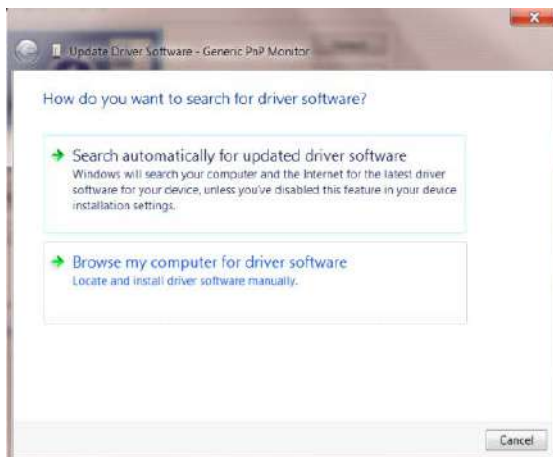 Update Driver Software - Generic PnP Monitor
How do you want to search for driver software?
Search automatically for updated driver software
Windows will search your computer and the Internet for the latest driver
software for your device, unless you've disabled this feature in your device
installation settings.
Browse my computer for driver software
Locate and install driver software manually.
Cancel